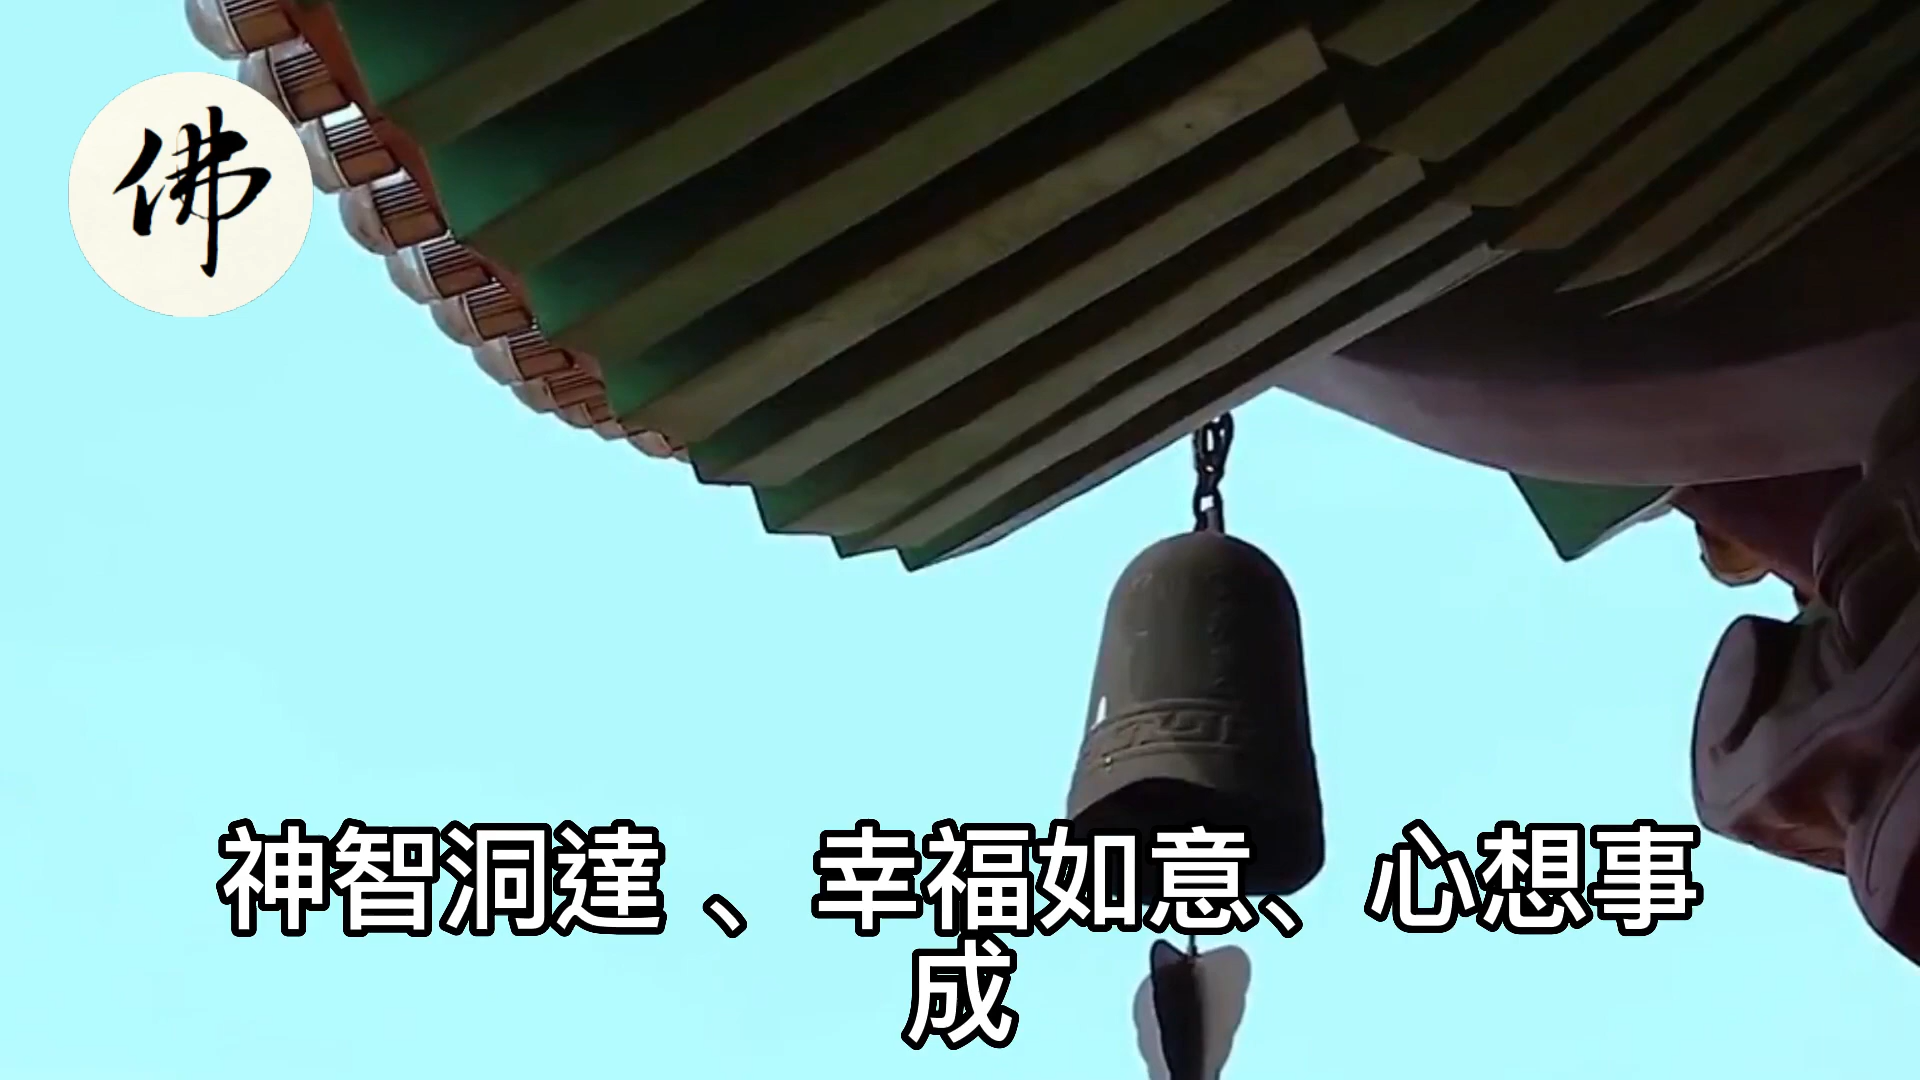 佛
神智洞達 、幸福如意、心想事
成